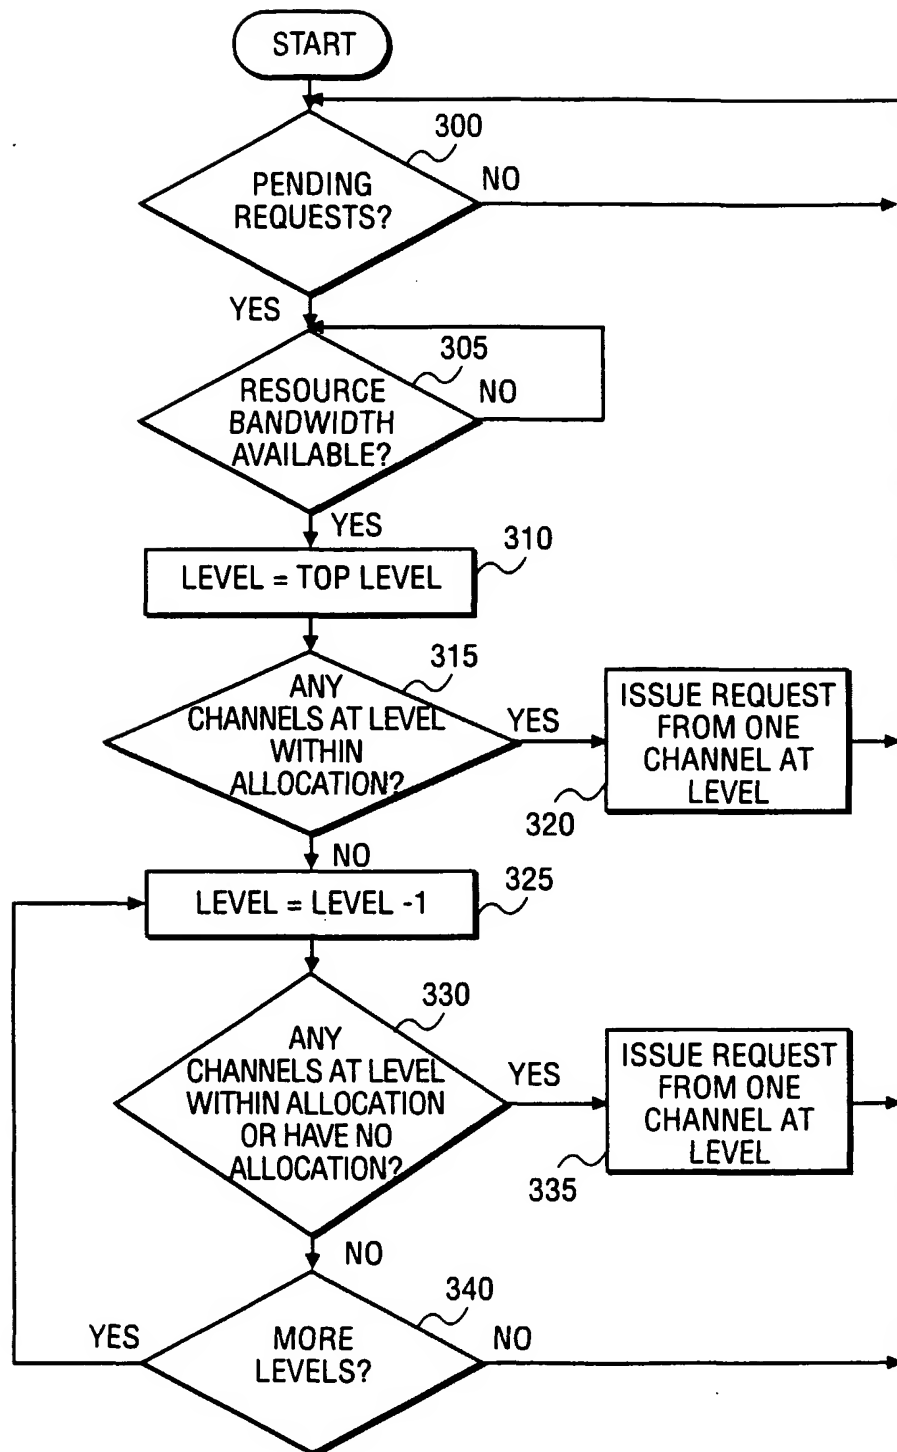 START
300
PENDING
REQUESTS?
NO
YES
305
RESOURCE
BANDWIDTH
AVAILABLE?
NO
YES
310
LEVEL = TOP LEVEL
315
ANY
CHANNELS AT LEVEL
WITHIN
ALLOCATION?
YES
ISSUE REQUEST
FROM ONE
CHANNEL AT
LEVEL
320
NO
325
LEVEL = LEVEL -1
330
ANY
CHANNELS AT LEVEL
WITHIN ALLOCATION
OR HAVE NO
ALLOCATION?
YES
ISSUE REQUEST
FROM ONE
CHANNEL AT
LEVEL
335
NO
340
YES
MORE
LEVELS?
NO